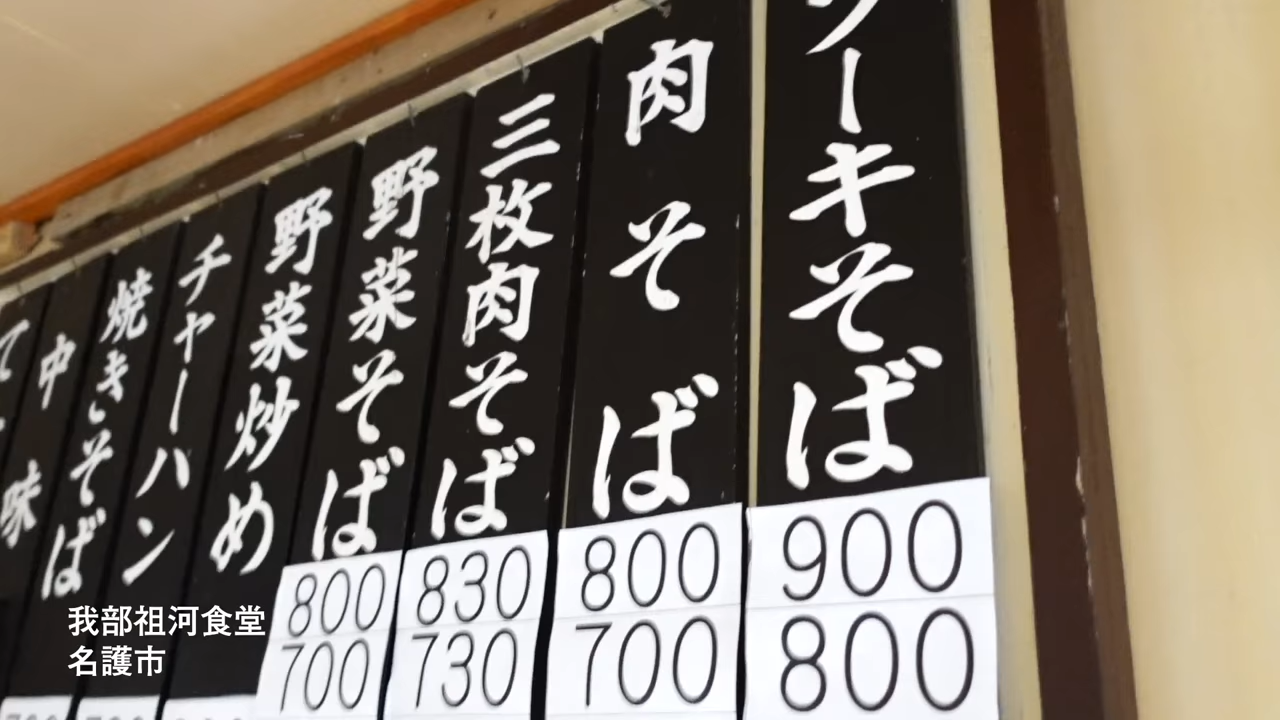 ソーキそば
900
800
肉そば
800
700
三枚肉そば
830
730
野菜そば
800
700
野菜炒め
チャーハン
焼きそば
中
味
我部祖河食堂
名護市